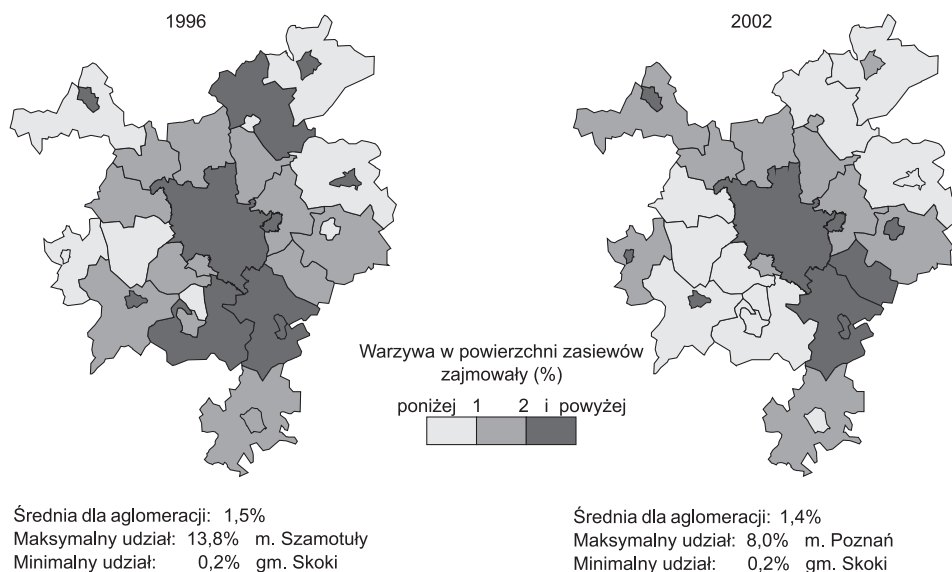 1996
2002
Warzywa w powierzchni zasiewów
zajmowały (%)
poniżej 1 2 i powyżej
Średnia dla aglomeracji: 1,5%
Maksymalny udział: 13,8% m. Szamotuły
Minimalny udział: 0,2% gm. Skoki
Średnia dla aglomeracji: 1,4%
Maksymalny udział: 8,0% m. Poznań
Minimalny udział: 0,2% gm. Skoki